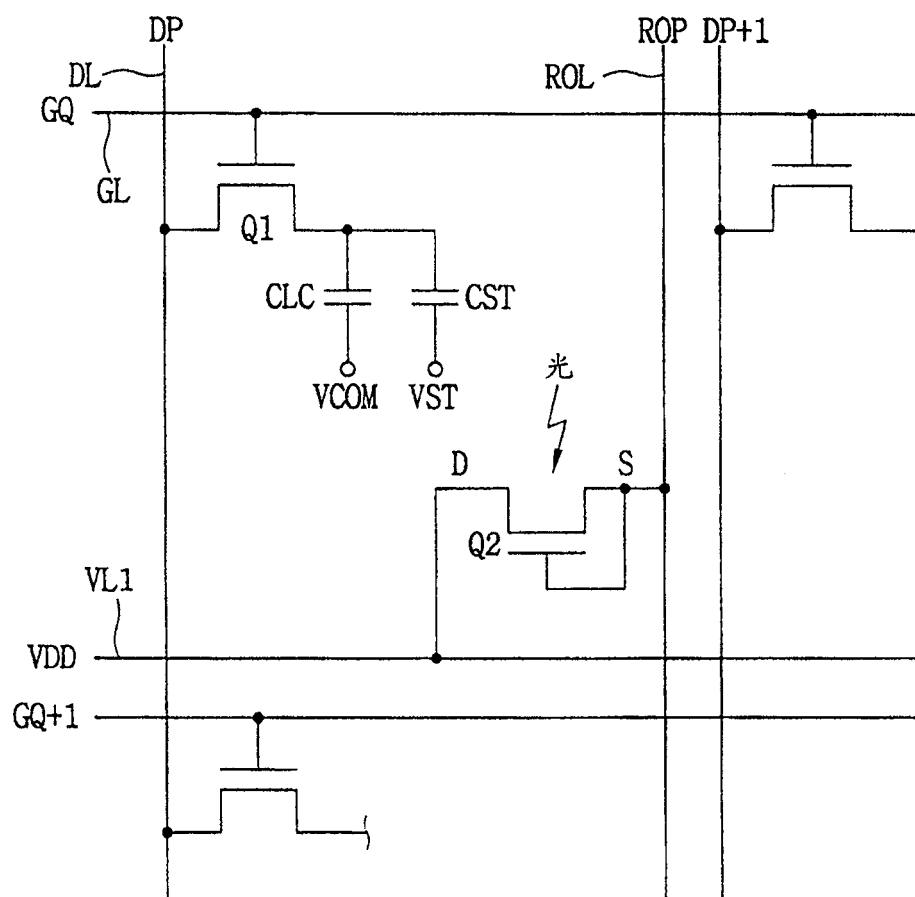 DP
ROP
DP+1
DL
ROL
GQ
GL
Q1
CLC
CST
VCOM
VST
光
D
S
Q2
VL1
VDD
GQ+1